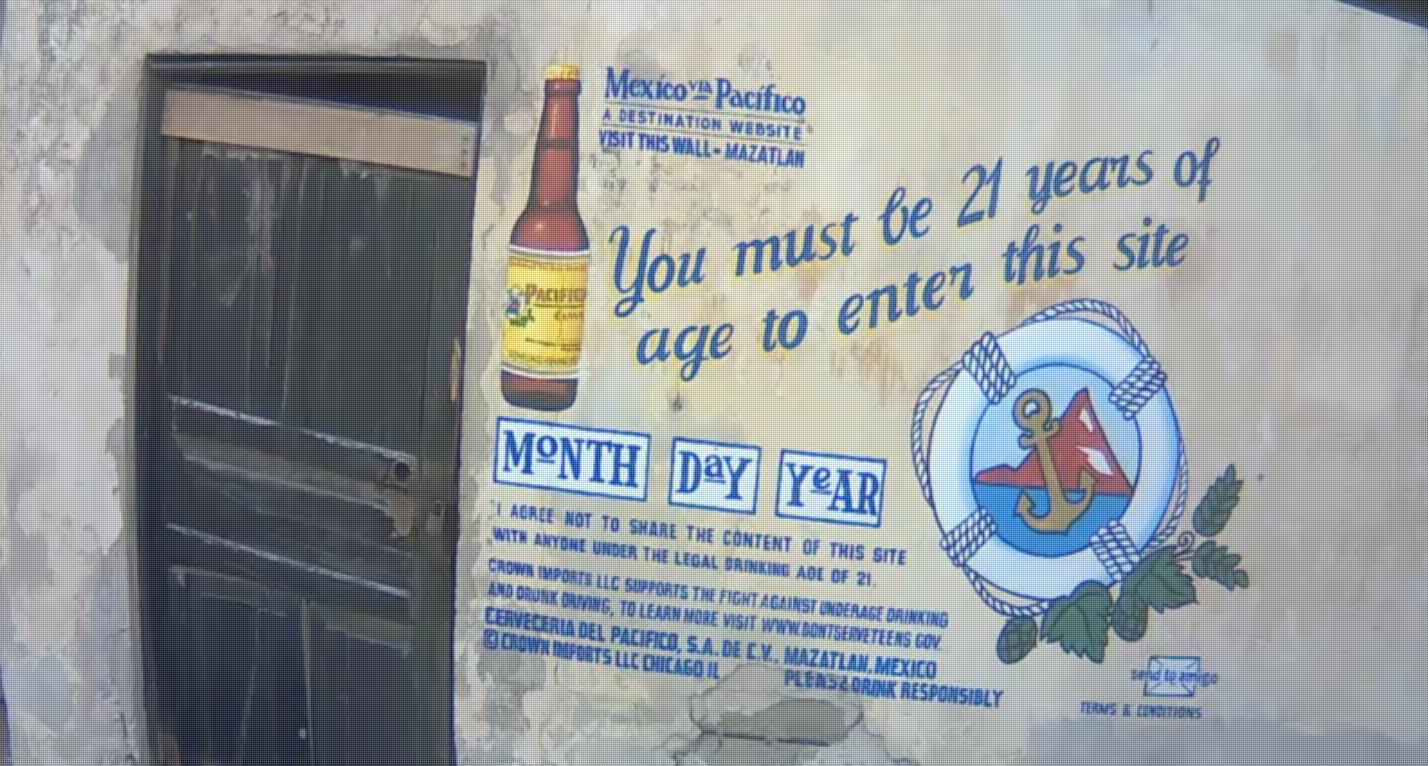 Mexico VIA Pacífico
A DESTINATION WEBSITE
VISIT THIS WALL - MAZATLAN
You must be 21 years of
age to enter this site
PACIFICO
MONTH DAY YEAR
*I AGREE NOT TO SHARE THE CONTENT OF THIS SITE
WITH ANYONE UNDER THE LEGAL DRINKING AGE OF 21.
CROWN IMPORTS LLC SUPPORTS THE FIGHT AGAINST UNDERAGE DRINKING
AND DRUNK DRIVING, TO LEARN MORE VISIT WWW.DONTSERVETEENS.GOV.
CERVECERIA DEL PACIFICO, S.A. DE C.V., MAZATLAN, MEXICO
© CROWN IMPORTS LLC CHICAGO IL
PLEASE DRINK RESPONSIBLY
send to amigo
TERMS & CONDITIONS